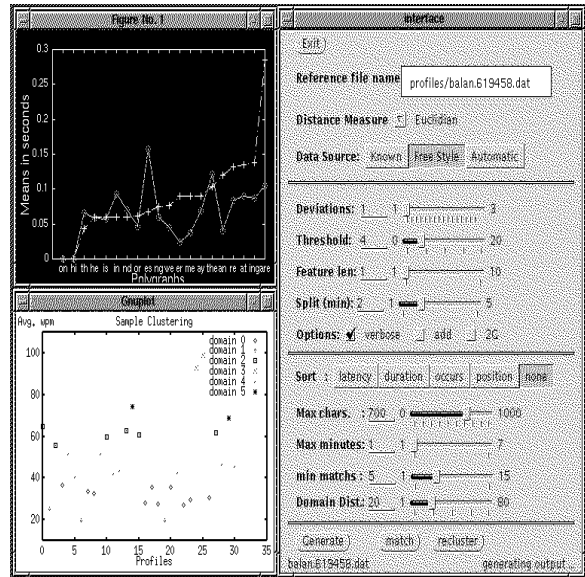 Figure No. 1
0.3
0.25
0.2
0.15
0.1
0.05
0
Means in seconds
on hi th he is in nd or es ng ve er me ay the an re at ing are
Polygraphs
Gnuplot
Avg. wpm
Sample Clustering
domain 0
domain 1
domain 2
domain 3
domain 4
domain 5
100
80
60
40
20
0 5 10 15 20 25 30 35
Profiles
interface
Exit
Reference file name profiles/balan.619458.dat
Distance Measure Euclidian
Data Source: Known Free Style Automatic
Deviations: 1 1 3
Threshold: 4 0 20
Feature len: 1 1 10
Split (min): 2 1 5
Options: verbose add 2G
Sort : latency duration occurs position none
Max chars. : 700 0 1000
Max minutes: 1 1 7
min matchs : 5 1 15
Domain Dist.: 20 1 80
Generate match recluster
balan.619458.dat generating output